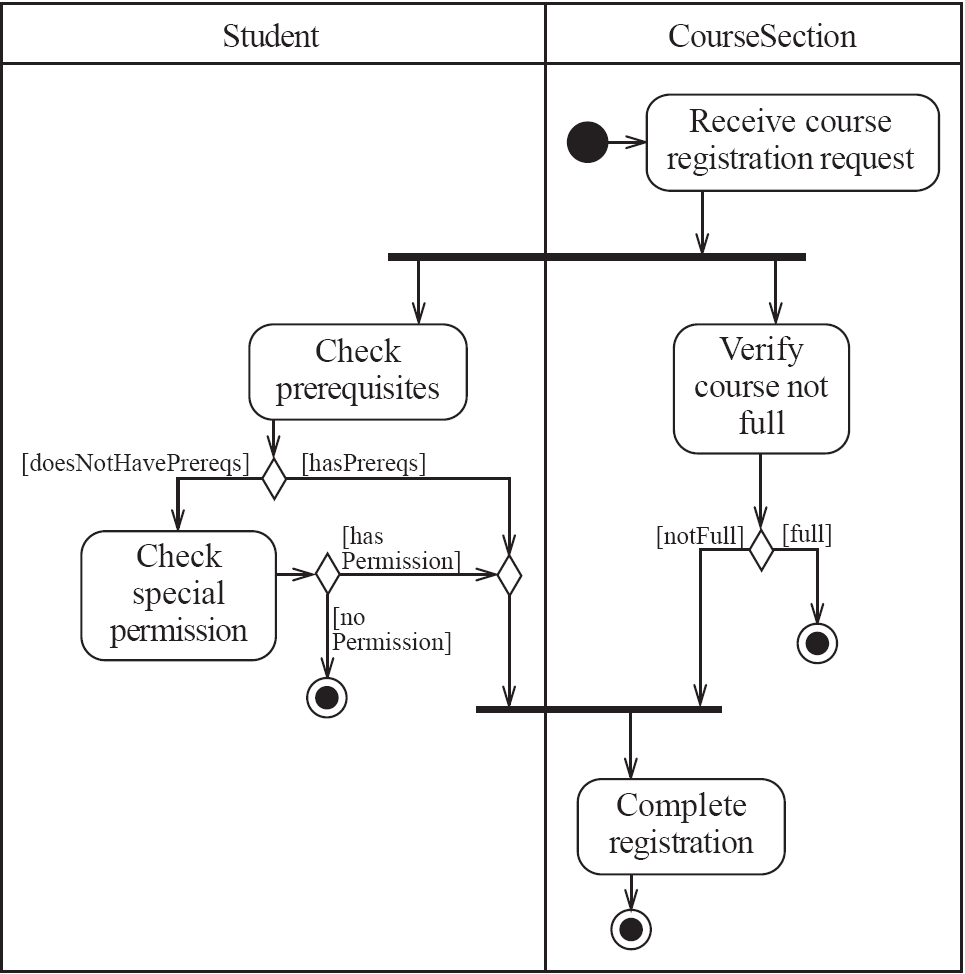 Student
CourseSection
Receive course
registration request
Check
prerequisites
Verify
course not
full
[doesNotHavePrereqs]
[hasPrereqs]
[has
Permission]
[notFull]
[full]
Check
special
permission
[no
Permission]
Complete
registration